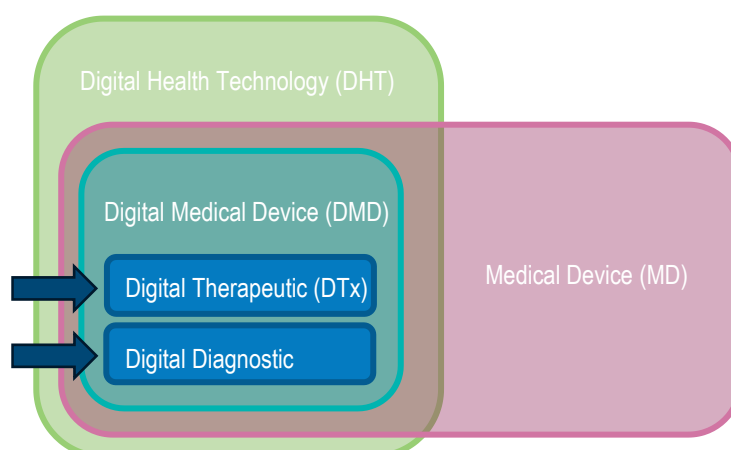 Digital Health Technology (DHT)
Digital Medical Device (DMD)
Digital Therapeutic (DTx)
Medical Device (MD)
Digital Diagnostic